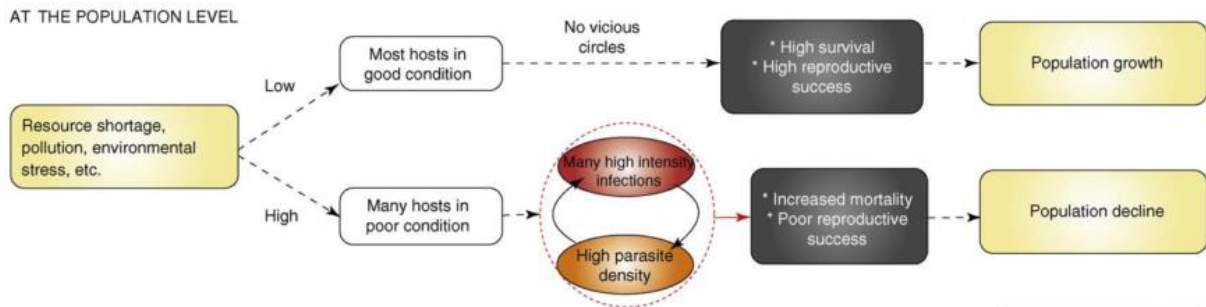 AT THE POPULATION LEVEL
Resource shortage,
pollution, environmental
stress, etc.
Low
Most hosts in
good condition
No vicious
circles
* High survival
* High reproductive
success
Population growth
High
Many hosts in
poor condition
Many high intensity
infections
High parasite
density
* Increased mortality
* Poor reproductive
success
Population decline